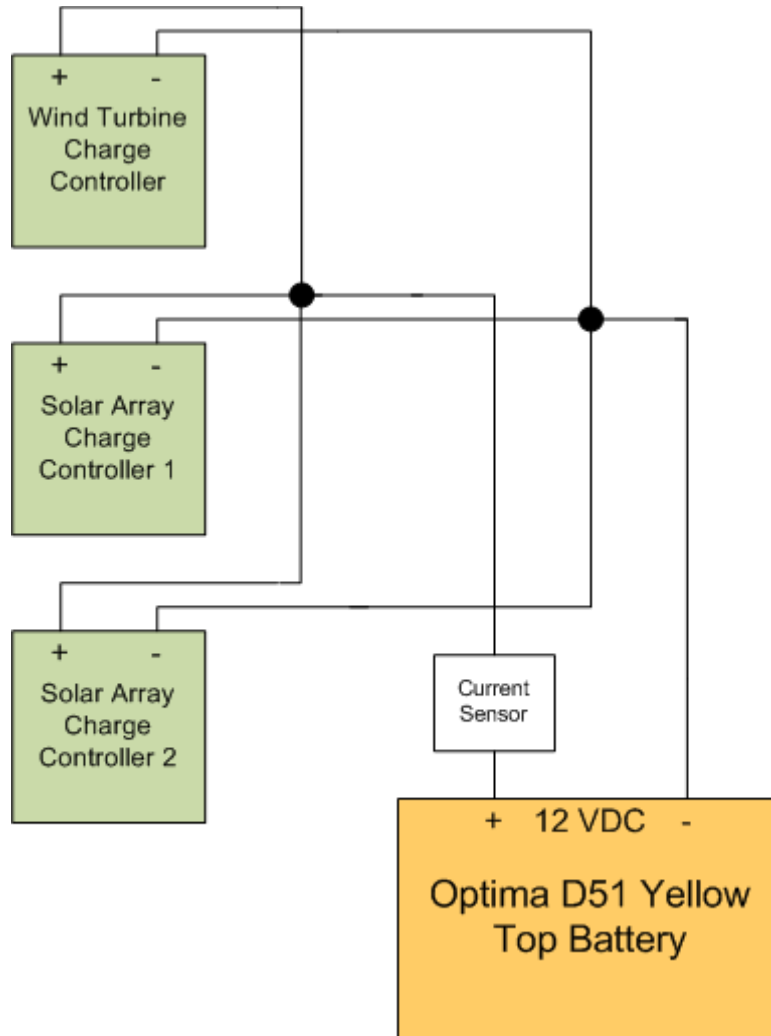 + -
Wind Turbine
Charge
Controller
+ -
Solar Array
Charge
Controller 1
+ -
Solar Array
Charge
Controller 2
Current
Sensor
+ 12 VDC -
Optima D51 Yellow
Top Battery